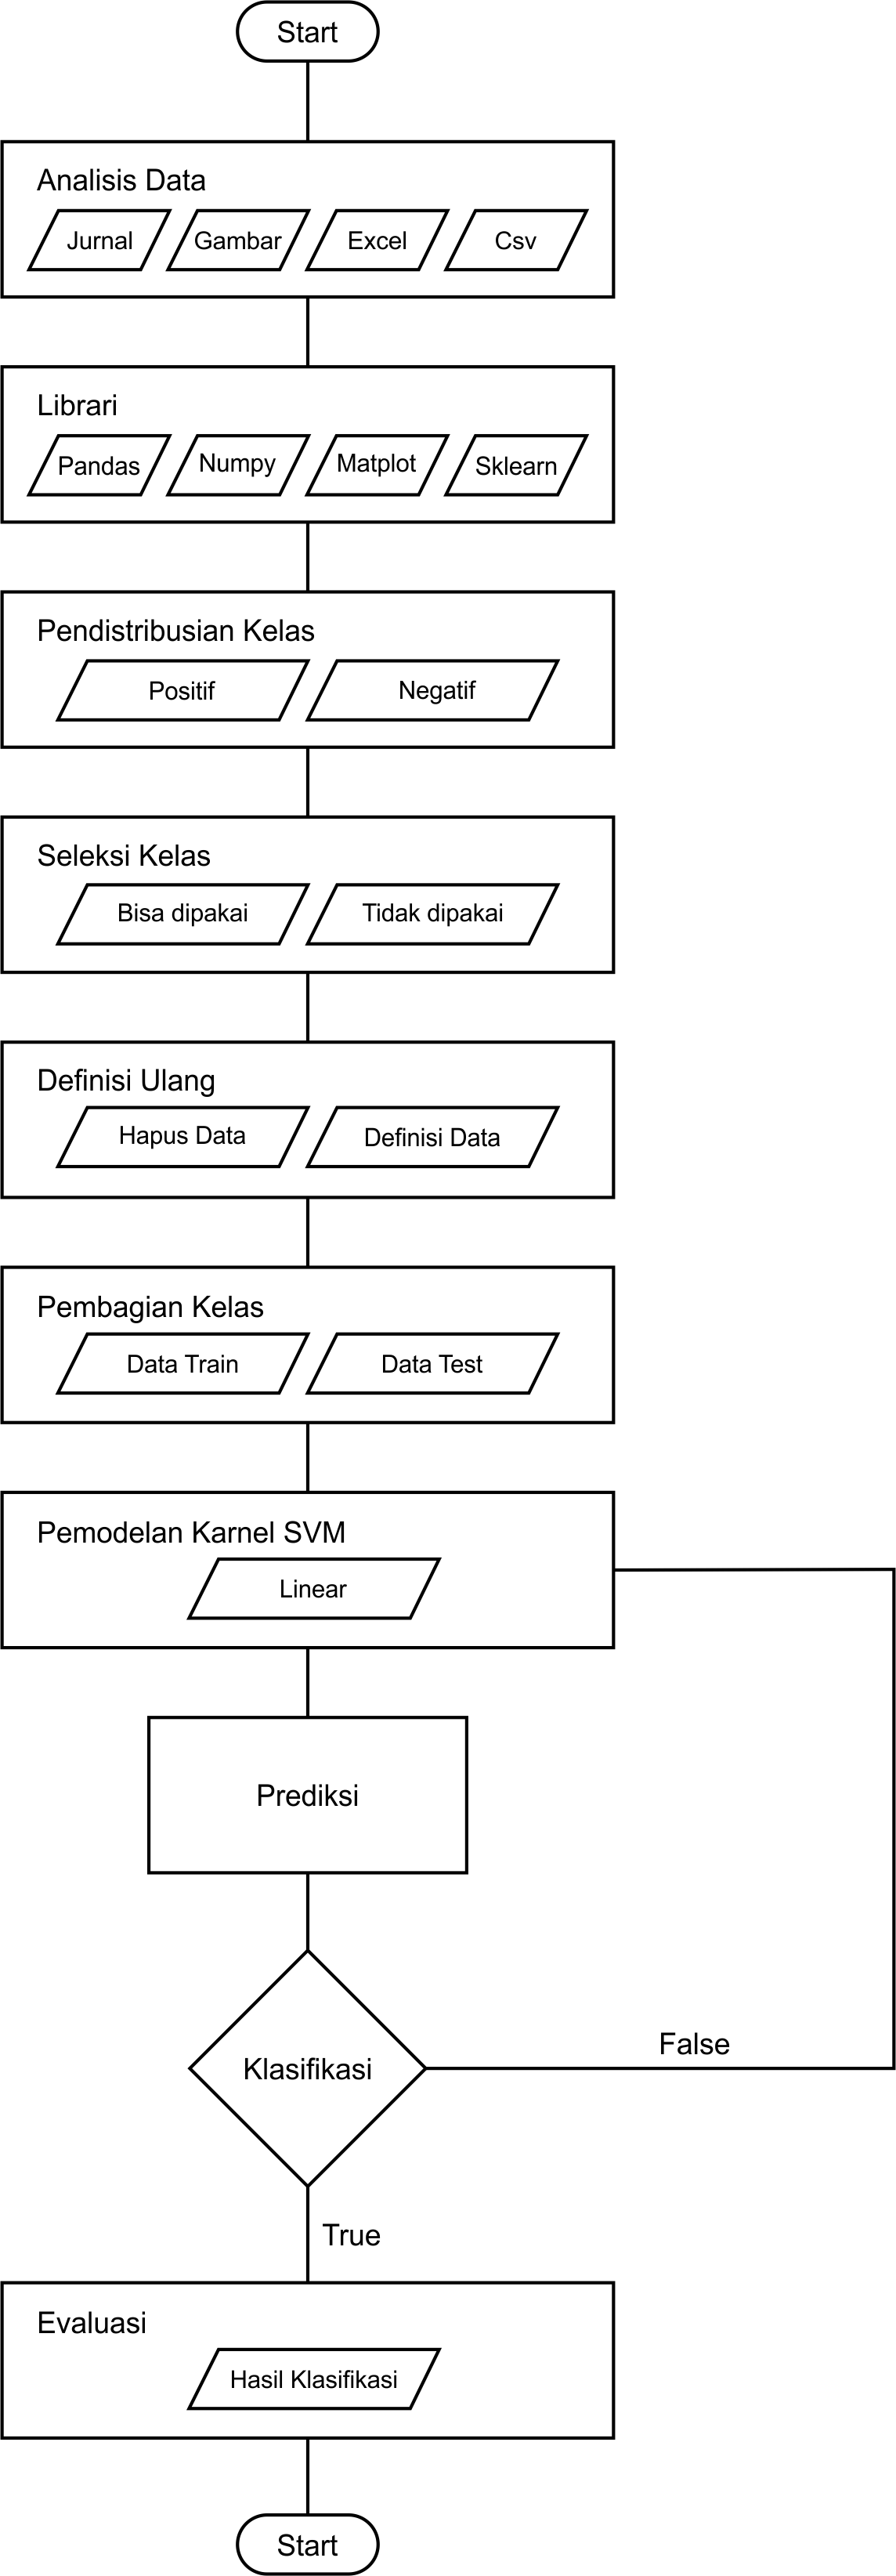 Start
Analisis Data
Jurnal
Gambar
Excel
Csv
Librari
Pandas
Numpy
Matplot
Sklearn
Pendistribusian Kelas
Positif
Negatif
Seleksi Kelas
Bisa dipakai
Tidak dipakai
Definisi Ulang
Hapus Data
Definisi Data
Pembagian Kelas
Data Train
Data Test
Pemodelan Karnel SVM
Linear
Prediksi
Klasifikasi
False
True
Evaluasi
Hasil Klasifikasi
Start